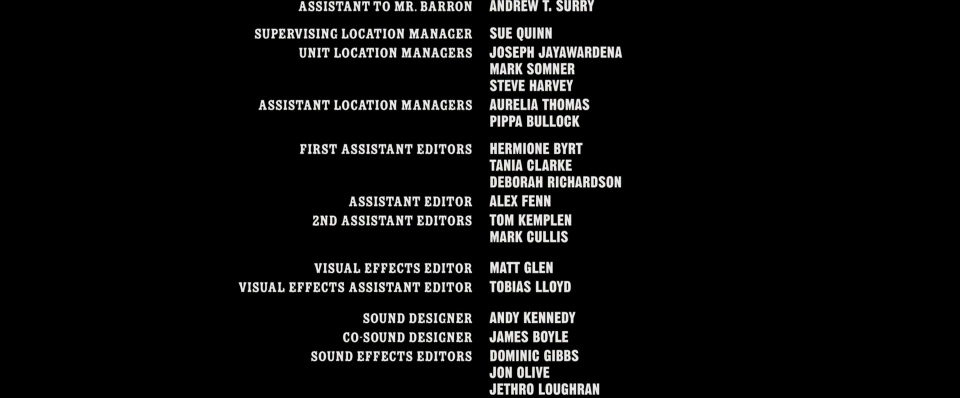 ASSISTANT TO MR. BARRON ANDREW T. SURRY
SUPERVISING LOCATION MANAGER SUE QUINN
UNIT LOCATION MANAGERS JOSEPH JAYAWARDENA
MARK SOMNER
STEVE HARVEY
ASSISTANT LOCATION MANAGERS AURELIA THOMAS
PIPPA BULLOCK
FIRST ASSISTANT EDITORS HERMIONE BYRT
TANIA CLARKE
DEBORAH RICHARDSON
ASSISTANT EDITOR ALEX FENN
2ND ASSISTANT EDITORS TOM KEMPLEN
MARK CULLIS
VISUAL EFFECTS EDITOR MATT GLEN
VISUAL EFFECTS ASSISTANT EDITOR TOBIAS LLOYD
SOUND DESIGNER ANDY KENNEDY
CO-SOUND DESIGNER JAMES BOYLE
SOUND EFFECTS EDITORS DOMINIC GIBBS
JON OLIVE
JETHRO LOUGHRAN